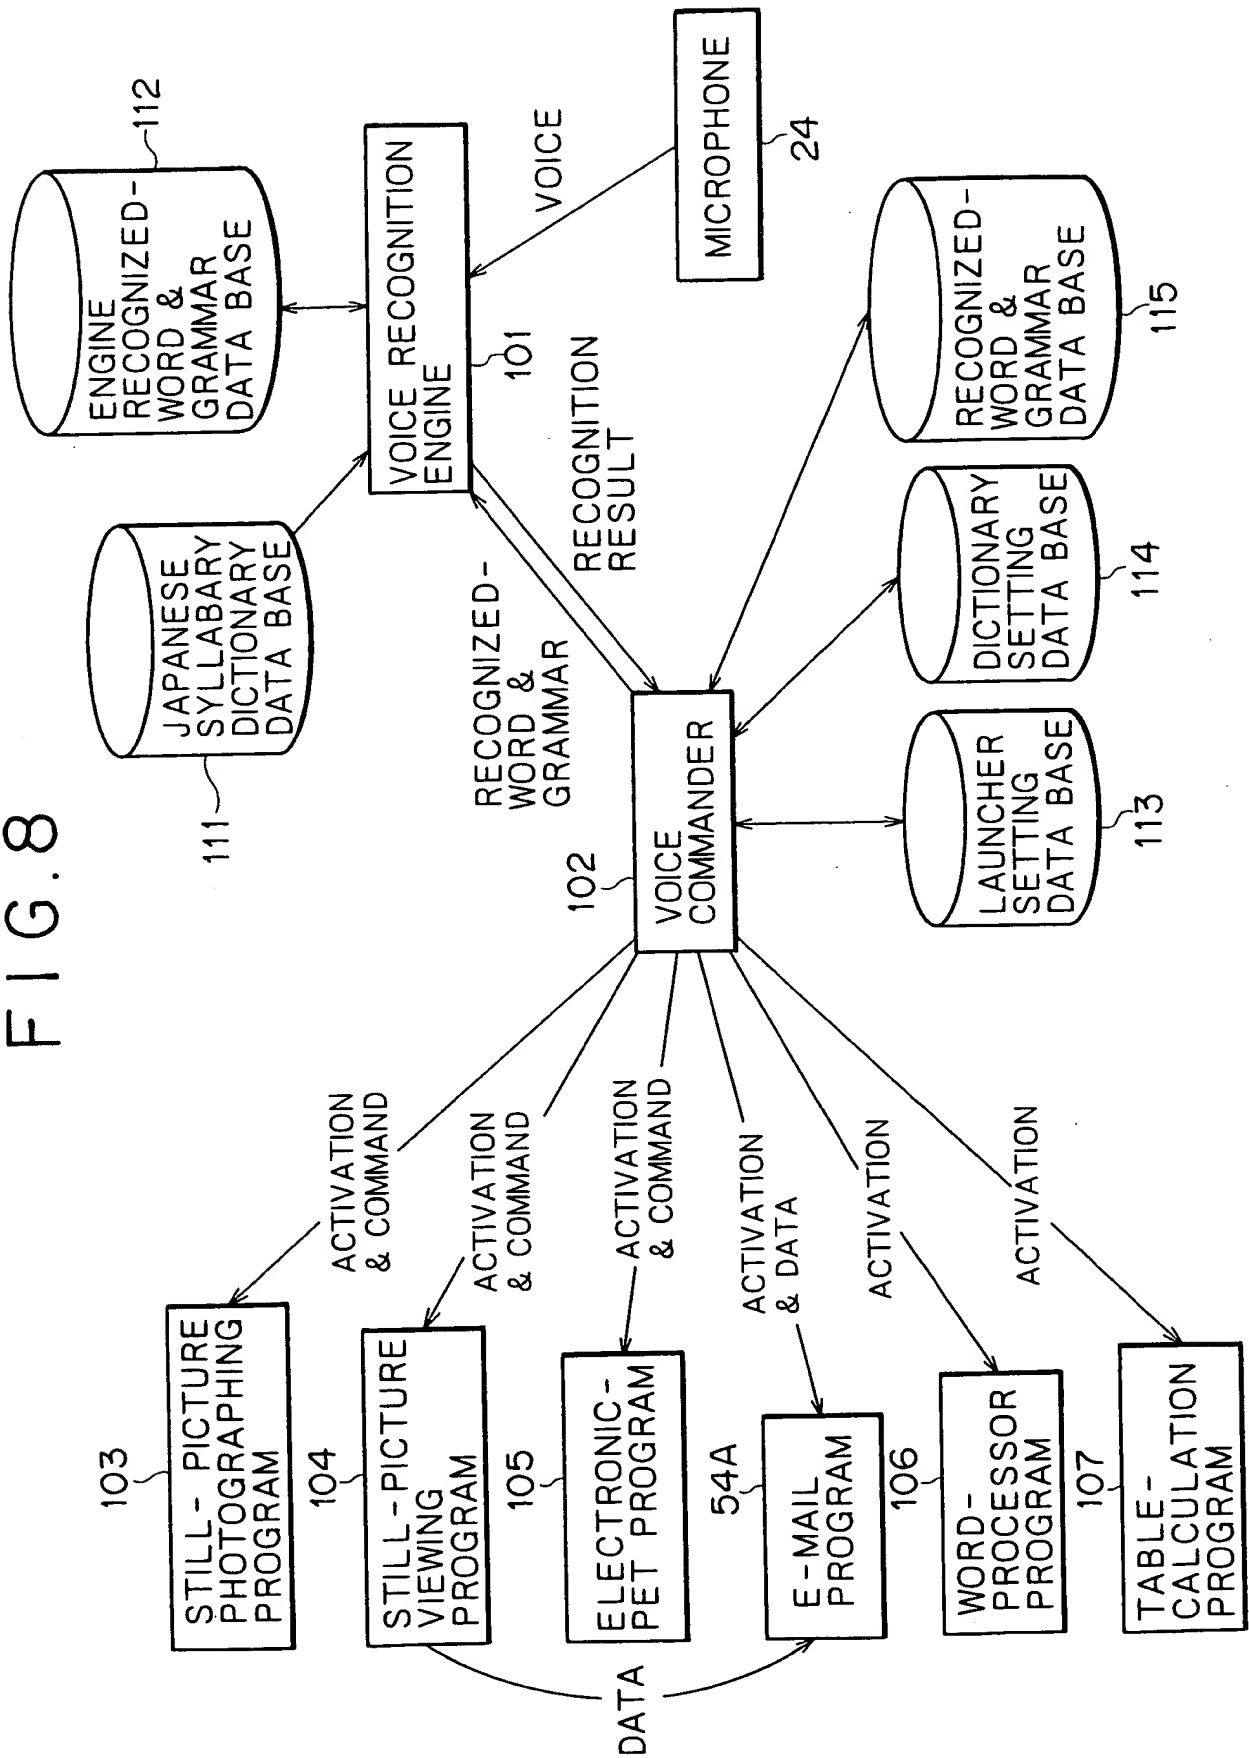 FIG.8
ENGINE
RECOGNIZED-
WORD &
GRAMMAR
DATA BASE
112
JAPANESE
SYLLABARY
DICTIONARY
DATA BASE
111
VOICE RECOGNITION
ENGINE
101
VOICE
MICROPHONE
24
RECOGNIZED-
WORD &
GRAMMAR
RECOGNITION
RESULT
102
VOICE
COMMANDER
RECOGNIZED-
WORD &
GRAMMAR
DATA BASE
115
DICTIONARY
SETTING
DATA BASE
114
LAUNCHER
SETTING
DATA BASE
113
ACTIVATION
& COMMAND
ACTIVATION
& COMMAND
ACTIVATION
& COMMAND
ACTIVATION
& DATA
ACTIVATION
ACTIVATION
103
STILL-PICTURE
PHOTOGRAPHING
PROGRAM
104
STILL-PICTURE
VIEWING
PROGRAM
105
ELECTRONIC-
PET PROGRAM
54A
E-MAIL
PROGRAM
106
WORD-
PROCESSOR
PROGRAM
107
TABLE-
CALCULATION
PROGRAM
DATA